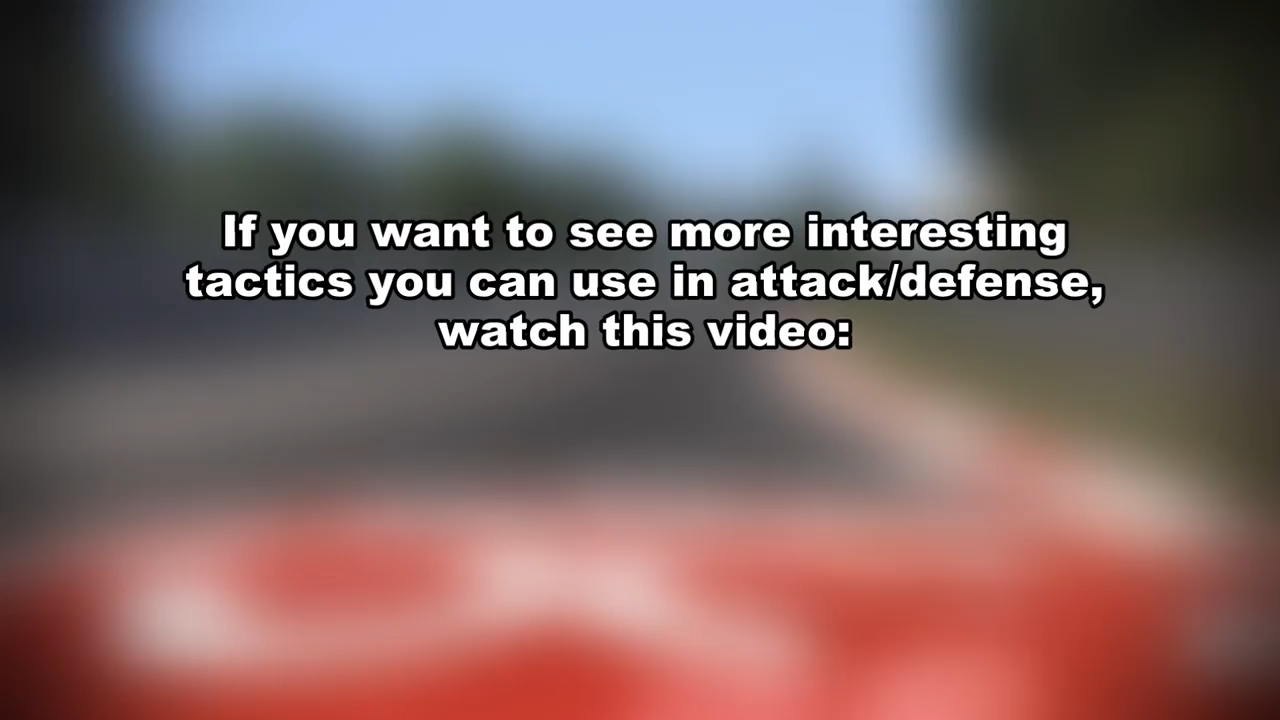 If you want to see more interesting
tactics you can use in attack/defense,
watch this video: